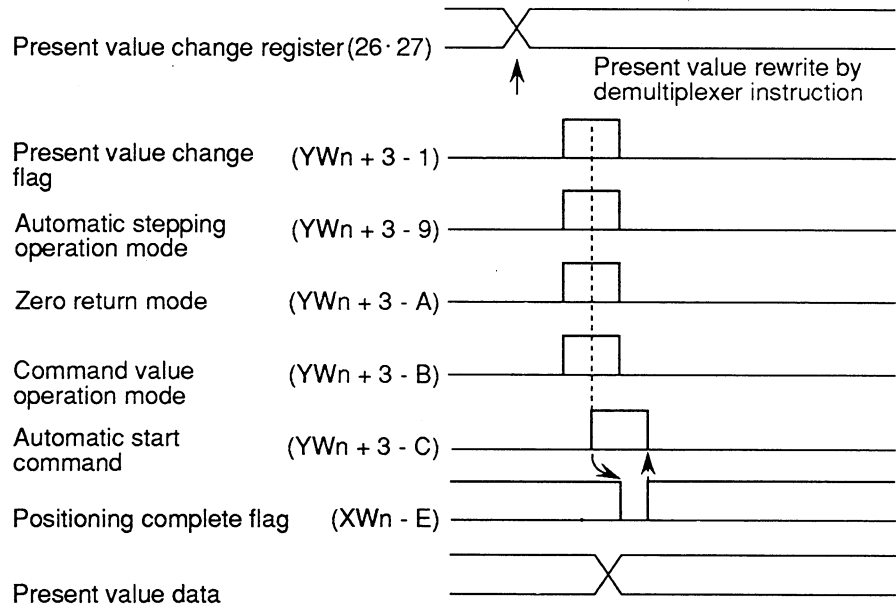 Present value change register (26·27)
Present value rewrite by
demultiplexer instruction
Present value change
flag
(YWn + 3 - 1)
Automatic stepping
operation mode
(YWn + 3 - 9)
Zero return mode (YWn + 3 - A)
Command value
operation mode
(YWn + 3 - B)
Automatic start
command
(YWn + 3 - C)
Positioning complete flag (XWn - E)
Present value data